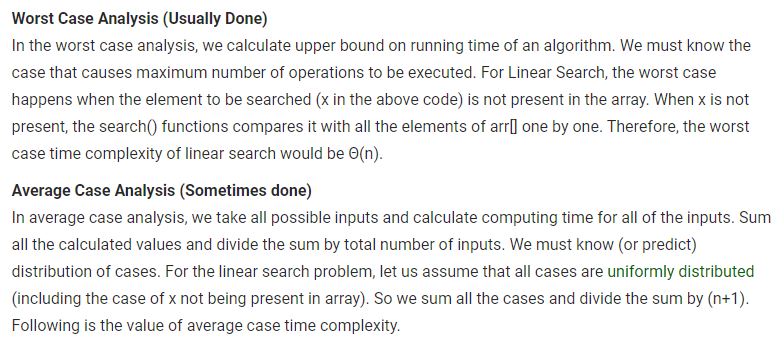 Worst Case Analysis (Usually Done)
In the worst case analysis, we calculate upper bound on running time of an algorithm. We must know the
case that causes maximum number of operations to be executed. For Linear Search, the worst case
happens when the element to be searched (x in the above code) is not present in the array. When x is not
present, the search() functions compares it with all the elements of arr[] one by one. Therefore, the worst
case time complexity of linear search would be Θ(n).
Average Case Analysis (Sometimes done)
In average case analysis, we take all possible inputs and calculate computing time for all of the inputs. Sum
all the calculated values and divide the sum by total number of inputs. We must know (or predict)
distribution of cases. For the linear search problem, let us assume that all cases are uniformly distributed
(including the case of x not being present in array). So we sum all the cases and divide the sum by (n+1).
Following is the value of average case time complexity.